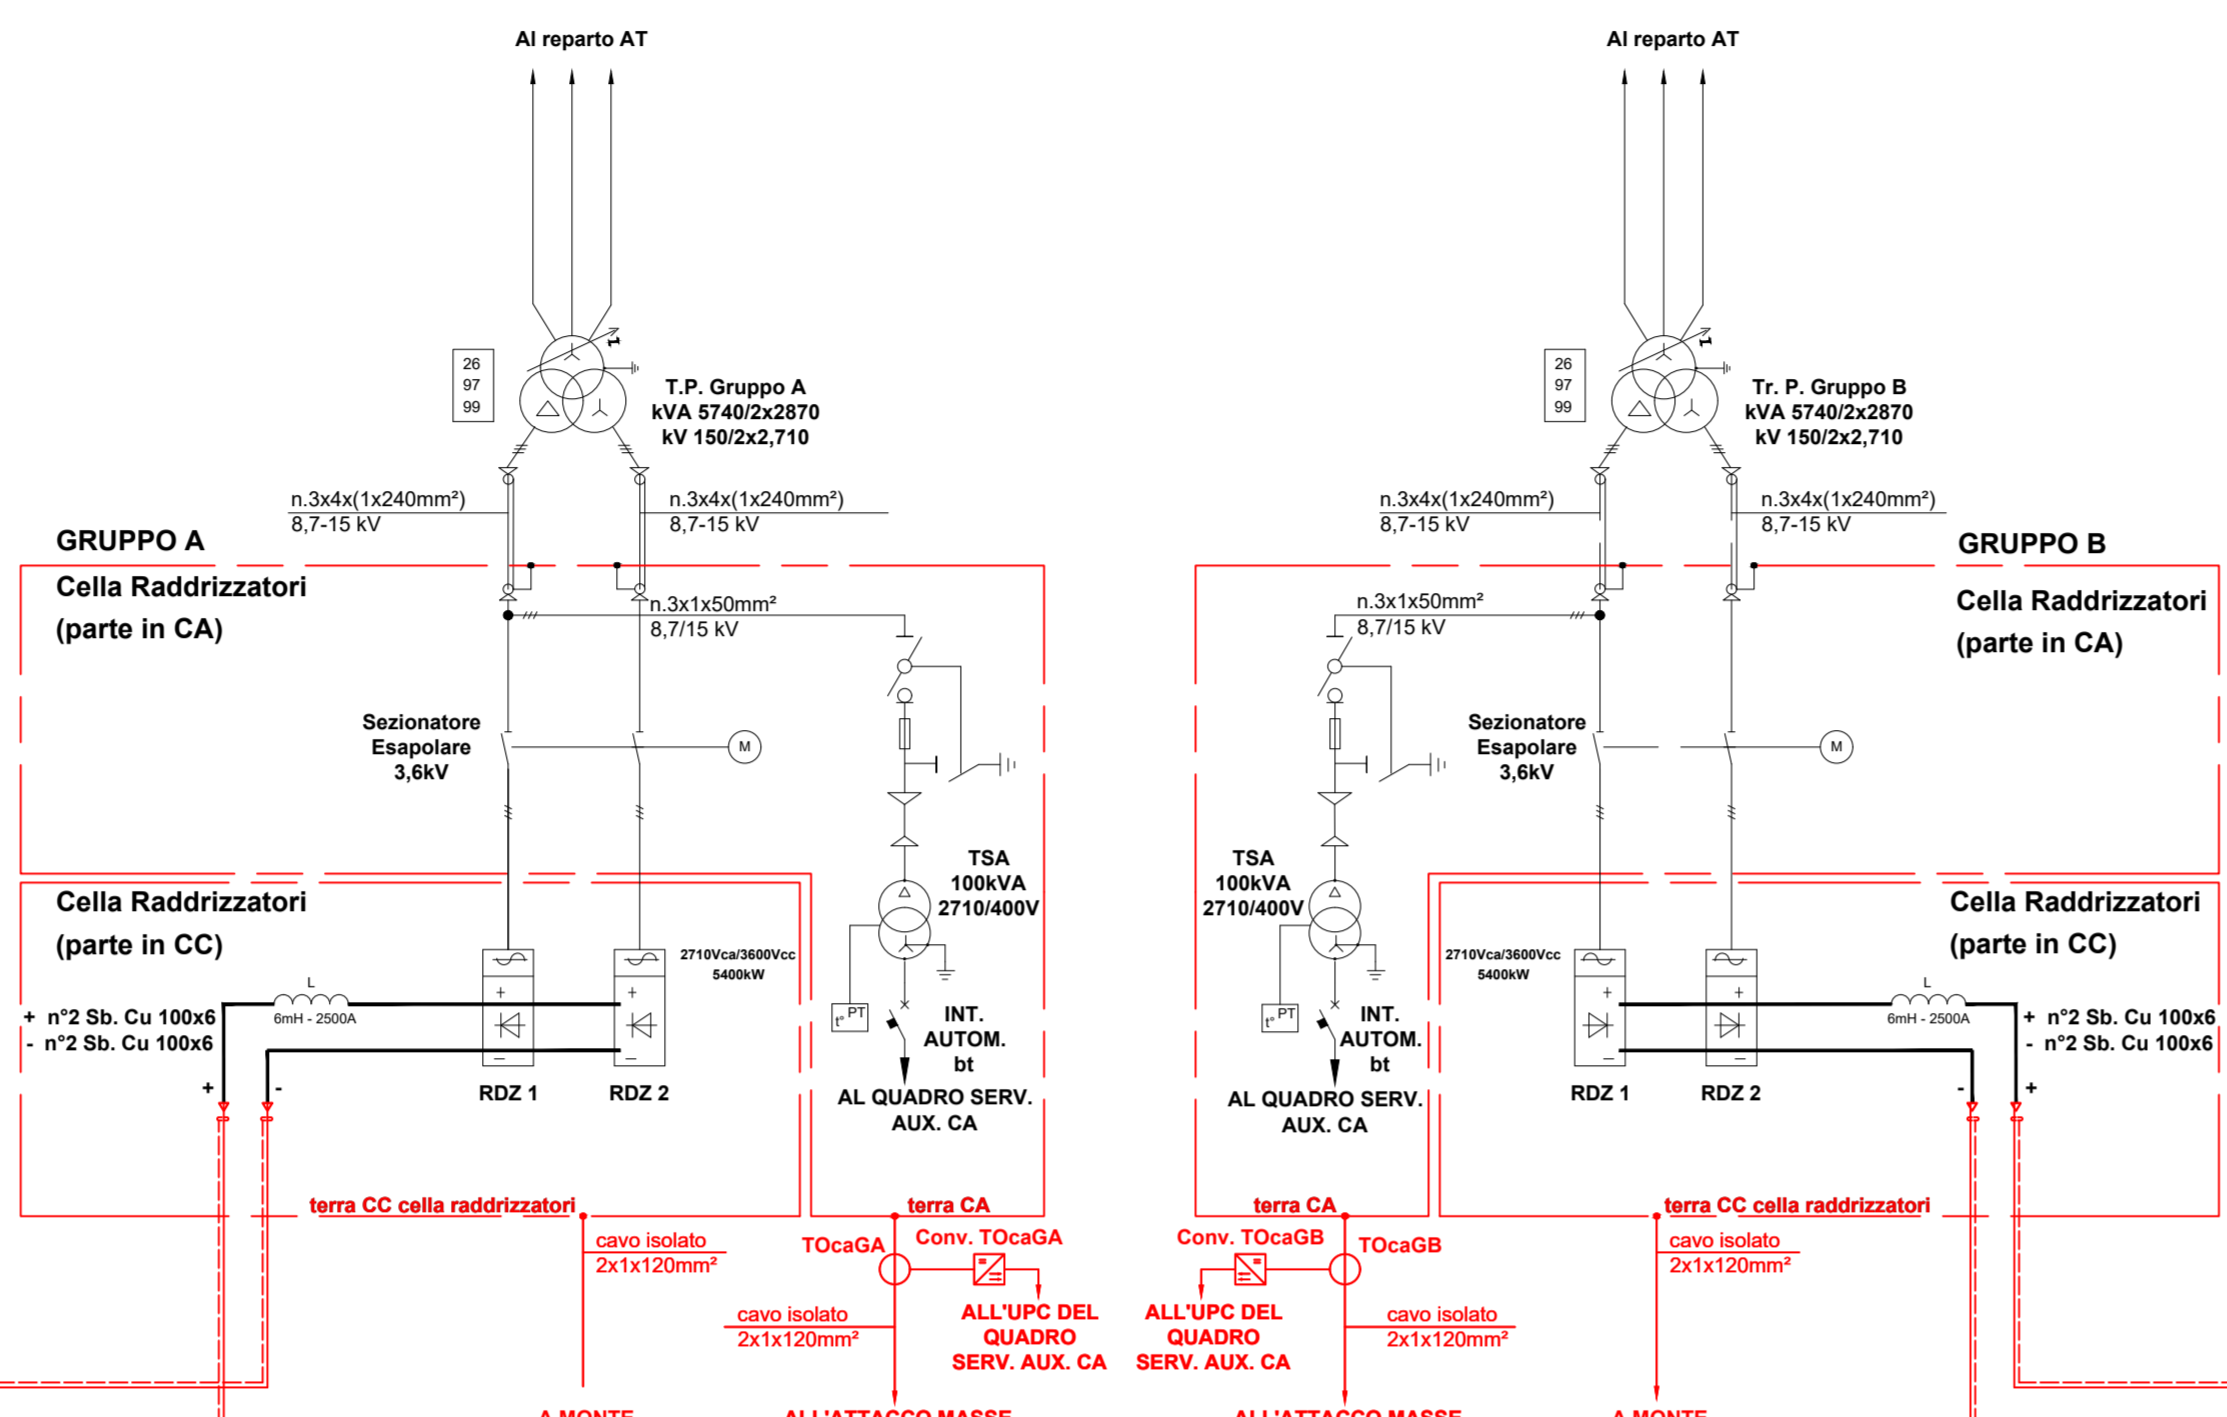 Al reparto AT
Al reparto AT
26
97
99
T.P. Gruppo A
kVA 5740/2x2870
kV 150/2x2,710
26
97
99
Tr. P. Gruppo B
kVA 5740/2x2870
kV 150/2x2,710
n.3x4x(1x240mm²)
8,7-15 kV
n.3x4x(1x240mm²)
8,7-15 kV
n.3x4x(1x240mm²)
8,7-15 kV
n.3x4x(1x240mm²)
8,7-15 kV
GRUPPO A
Cella Raddrizzatori
(parte in CA)
GRUPPO B
Cella Raddrizzatori
(parte in CA)
n.3x1x50mm²
8,7/15 kV
n.3x1x50mm²
8,7/15 kV
Sezionatore
Esapolare
3,6kV
M
Sezionatore
Esapolare
3,6kV
M
TSA
100kVA
2710/400V
TSA
100kVA
2710/400V
Cella Raddrizzatori
(parte in CC)
Cella Raddrizzatori
(parte in CC)
2710Vca/3600Vcc
5400kW
2710Vca/3600Vcc
5400kW
L
6mH - 2500A
L
6mH - 2500A
+ n°2 Sb. Cu 100x6
- n°2 Sb. Cu 100x6
+ n°2 Sb. Cu 100x6
- n°2 Sb. Cu 100x6
+
-
+
-
+
-
+
-
+
-
-
+
RDZ 1
RDZ 2
RDZ 1
RDZ 2
t° PT
t° PT
INT.
AUTOM.
bt
INT.
AUTOM.
bt
AL QUADRO SERV.
AUX. CA
AL QUADRO SERV.
AUX. CA
terra CC cella raddrizzatori
terra CA
terra CA
terra CC cella raddrizzatori
cavo isolato
2x1x120mm²
TOcaGA
Conv. TOcaGA
Conv. TOcaGB
TOcaGB
cavo isolato
2x1x120mm²
cavo isolato
2x1x120mm²
ALL'UPC DEL
QUADRO
SERV. AUX. CA
ALL'UPC DEL
QUADRO
SERV. AUX. CA
cavo isolato
2x1x120mm²
A MONTE
ALL'ATTACCO MASSE
ALL'ATTACCO MASSE
A MONTE